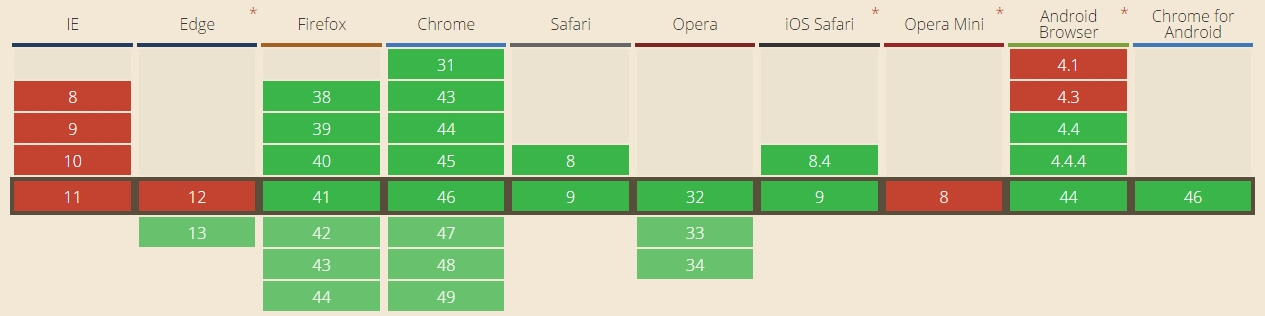 IE Edge * Firefox Chrome Safari Opera iOS Safari * Opera Mini * Android Browser * Chrome for Android
31 4.1
8 38 43 4.3
9 39 44 4.4
10 40 45 8 8.4 4.4.4
11 12 41 46 9 32 9 8 44 46
13 42 47 33
43 48 34
44 49